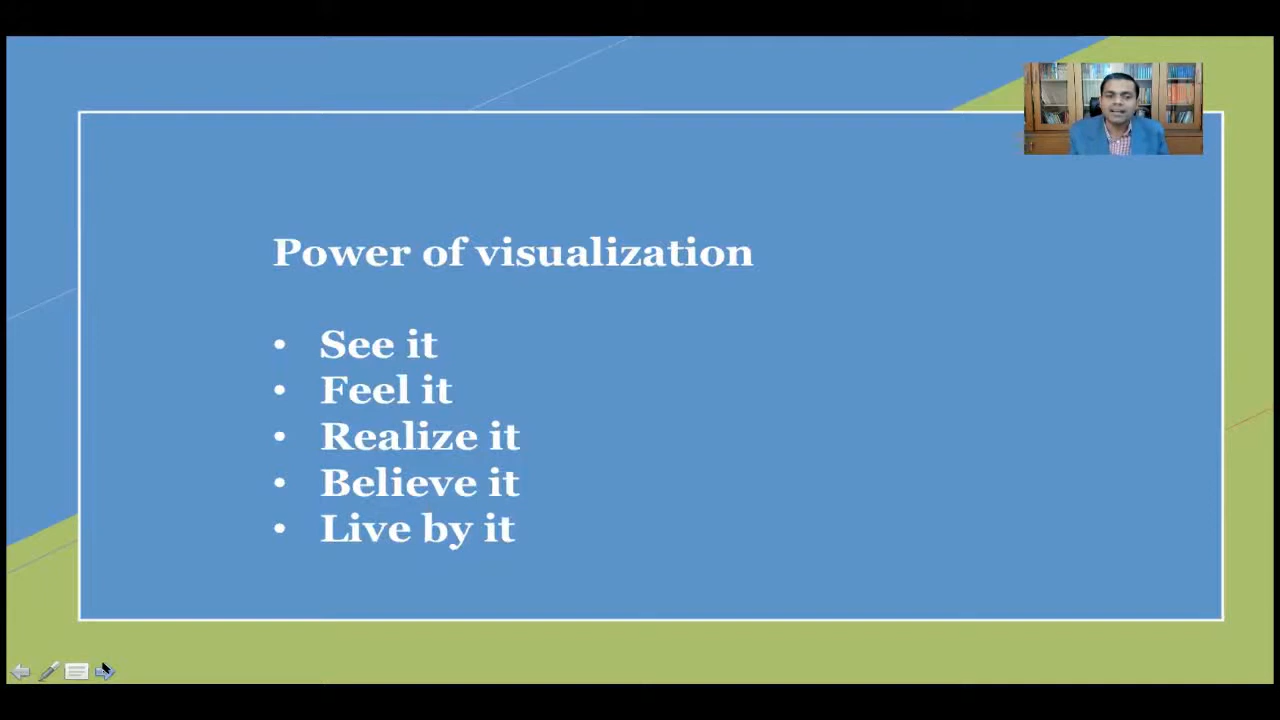 Power of visualization
• See it
• Feel it
• Realize it
• Believe it
• Live by it